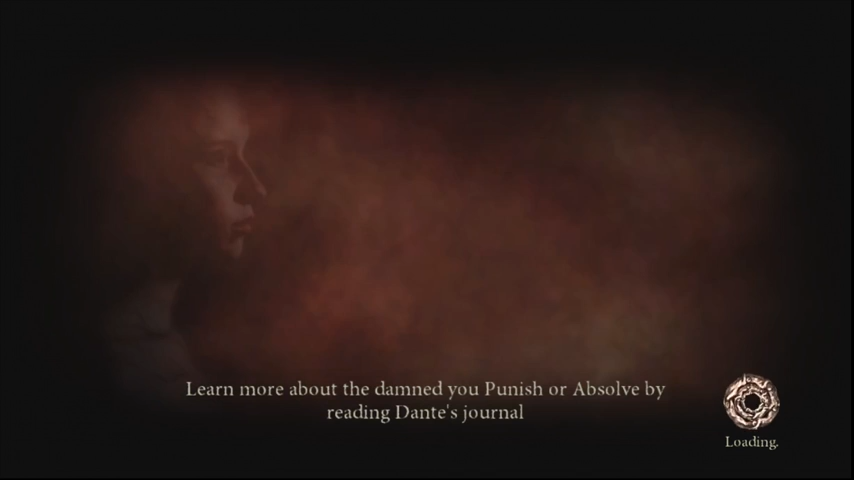 Learn more about the damned you Punish or Absolve by
reading Dante's journal
Loading.